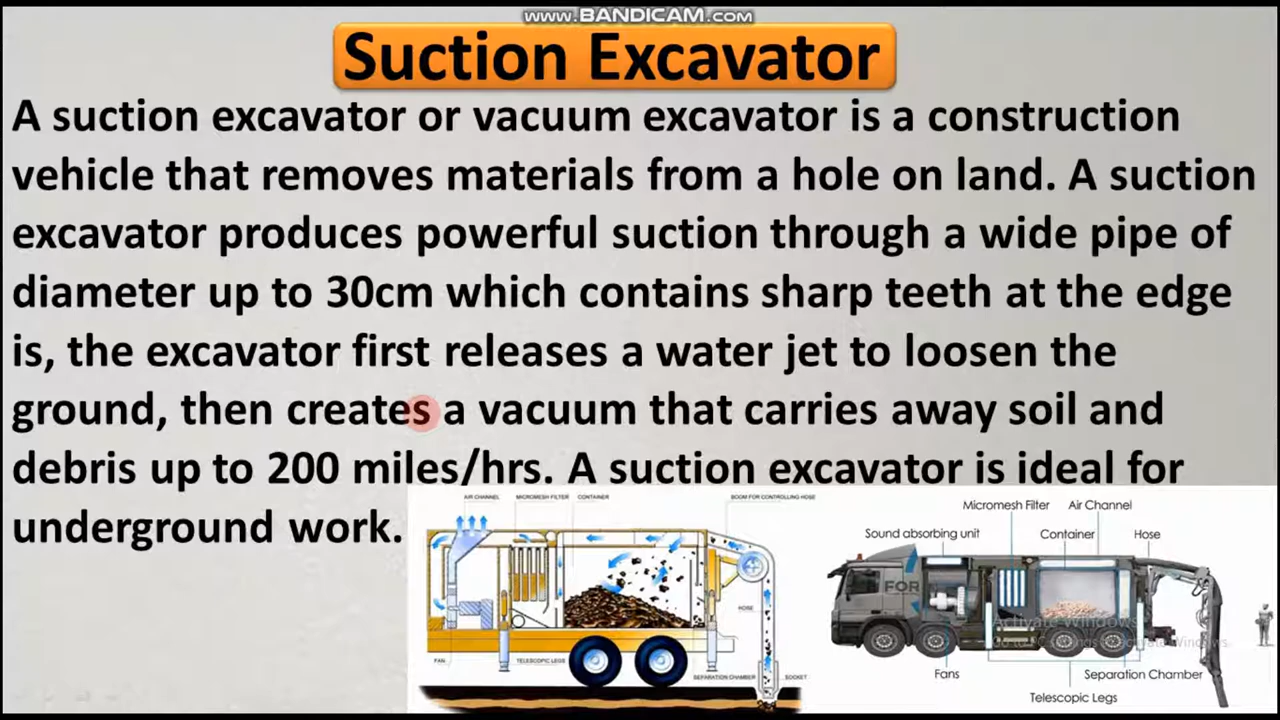 www.BANDICAM.com
Suction Excavator
A suction excavator or vacuum excavator is a construction
vehicle that removes materials from a hole on land. A suction
excavator produces powerful suction through a wide pipe of
diameter up to 30cm which contains sharp teeth at the edge
is, the excavator first releases a water jet to loosen the
ground, then creates a vacuum that carries away soil and
debris up to 200 miles/hrs. A suction excavator is ideal for
underground work.
AIR CHANNEL MICROMESH FILTER CONTAINER BOOM FOR CONTROLLING HOSE
HOSE
FAN TELESCOPIC LEGS SEPARATION CHAMBER SOCKET
Micromesh Filter Air Channel
Sound absorbing unit Container Hose
FOR
Activate Windows
Fans Separation Chamber
Telescopic Legs